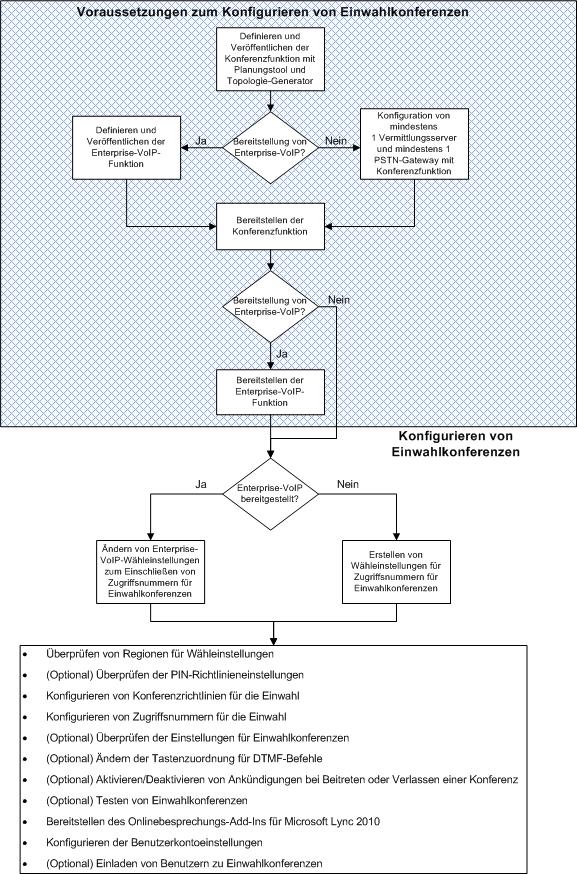 Voraussetzungen zum Konfigurieren von Einwahlkonferenzen
Definieren und
Veröffentlichen der
Konferenzfunktion mit
Planungstool und
Topologie-Generator
Definieren und
Veröffentlichen der
Enterprise-VoIP-
Funktion
Ja
Bereitstellung von
Enterprise-VoIP?
Nein
Konfiguration von
mindestens
1 Vermittlungsserver
und mindestens 1
PSTN-Gateway mit
Konferenzfunktion
Bereitstellen der
Konferenzfunktion
Bereitstellung von
Enterprise-VoIP?
Nein
Ja
Bereitstellen der
Enterprise-VoIP-
Funktion
Konfigurieren von
Einwahlkonferenzen
Ja
Enterprise-VoIP
bereitgestellt?
Nein
Ändern von Enterprise-
VoIP-Wähleinstellungen
zum Einschließen von
Zugriffsnummern für
Einwahlkonferenzen
Erstellen von
Wähleinstellungen für
Zugriffsnummern für
Einwahlkonferenzen
• Überprüfen von Regionen für Wähleinstellungen
• (Optional) Überprüfen der PIN-Richtlinieneinstellungen
• Konfigurieren von Konferenzrichtlinien für die Einwahl
• Konfigurieren von Zugriffsnummern für die Einwahl
• (Optional) Überprüfen der Einstellungen für Einwahlkonferenzen
• (Optional) Ändern der Tastenzuordnung für DTMF-Befehle
• (Optional) Aktivieren/Deaktivieren von Ankündigungen bei Beitreten oder Verlassen einer Konferenz
• (Optional) Testen von Einwahlkonferenzen
• Bereitstellen des Onlinebesprechungs-Add-Ins für Microsoft Lync 2010
• Konfigurieren der Benutzerkontoeinstellungen
• (Optional) Einladen von Benutzern zu Einwahlkonferenzen